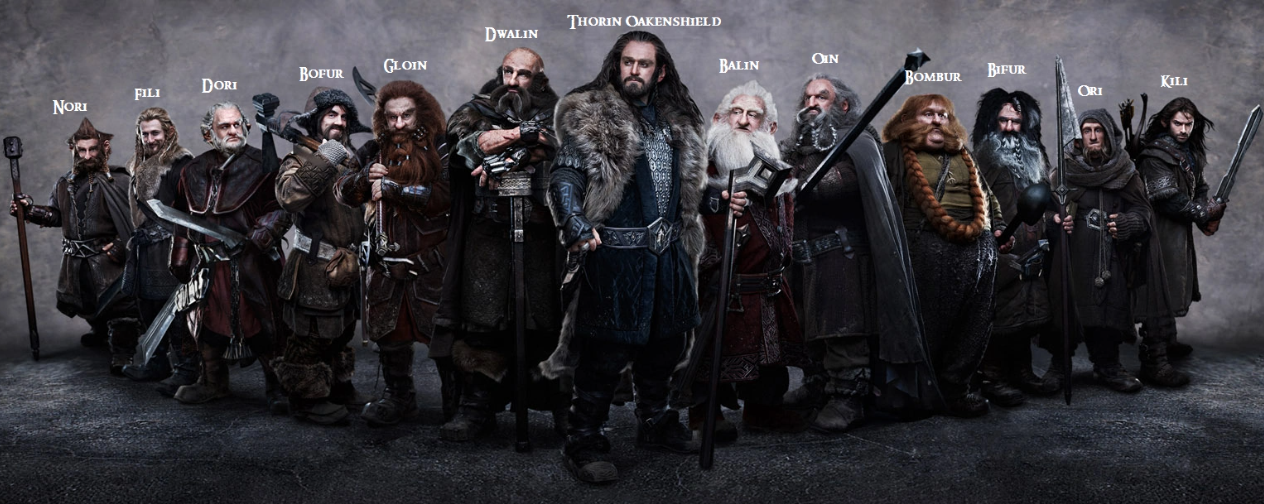 Nori
Fili
Dori
Bofur
Gloin
Dwalin
Thorin Oakenshield
Balin
Oin
Bombur
Bifur
Ori
Kili